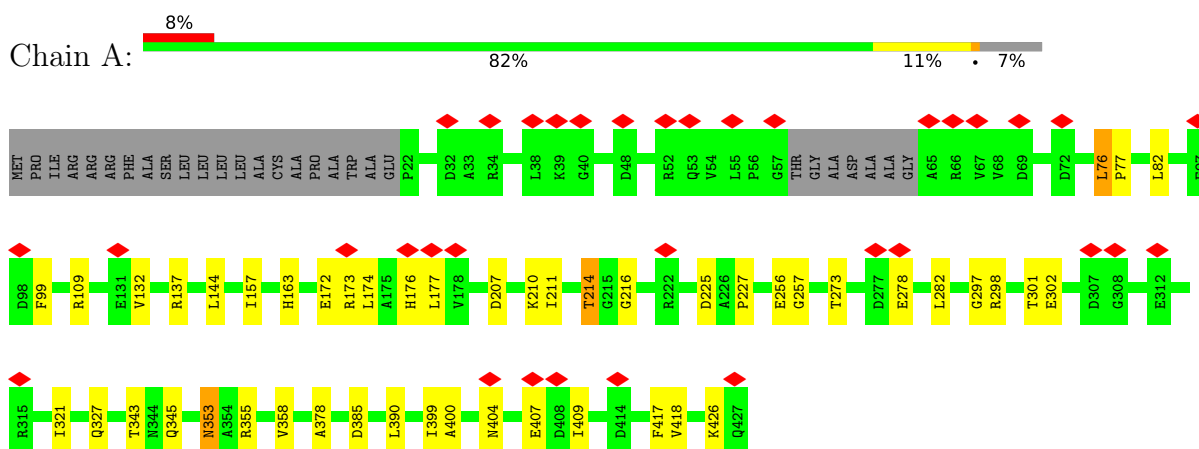 8%
Chain A:
82% 11% • 7%
MET PRO ILE ARG ARG ARG PHE ALA SER LEU LEU LEU LEU LEU ALA CYS ALA PRO ALA TRP ALA GLU P22 D32 A33 R34 L38 K39 G40 D48 R52 Q53 V54 L55 P56 G57 THR GLY ALA ASP ALA ALA GLY A65 R66 V67 V68 D69 D72 L76 P77 L82
D98 F99 R109 E131 V132 R137 L144 I157 H163 E172 R173 L174 A175 H176 L177 V178 D207 K210 I211 T214 G215 G216 R222 D225 A226 P227 E256 G257 T273 D277 E278 L282 G297 R298 T301 E302 D307 G308 E312
R315 I321 Q327 T343 N344 Q345 N353 A354 R355 V358 A378 D385 L390 I399 A400 N404 E407 D408 I409 D414 F417 V418 K426 Q427